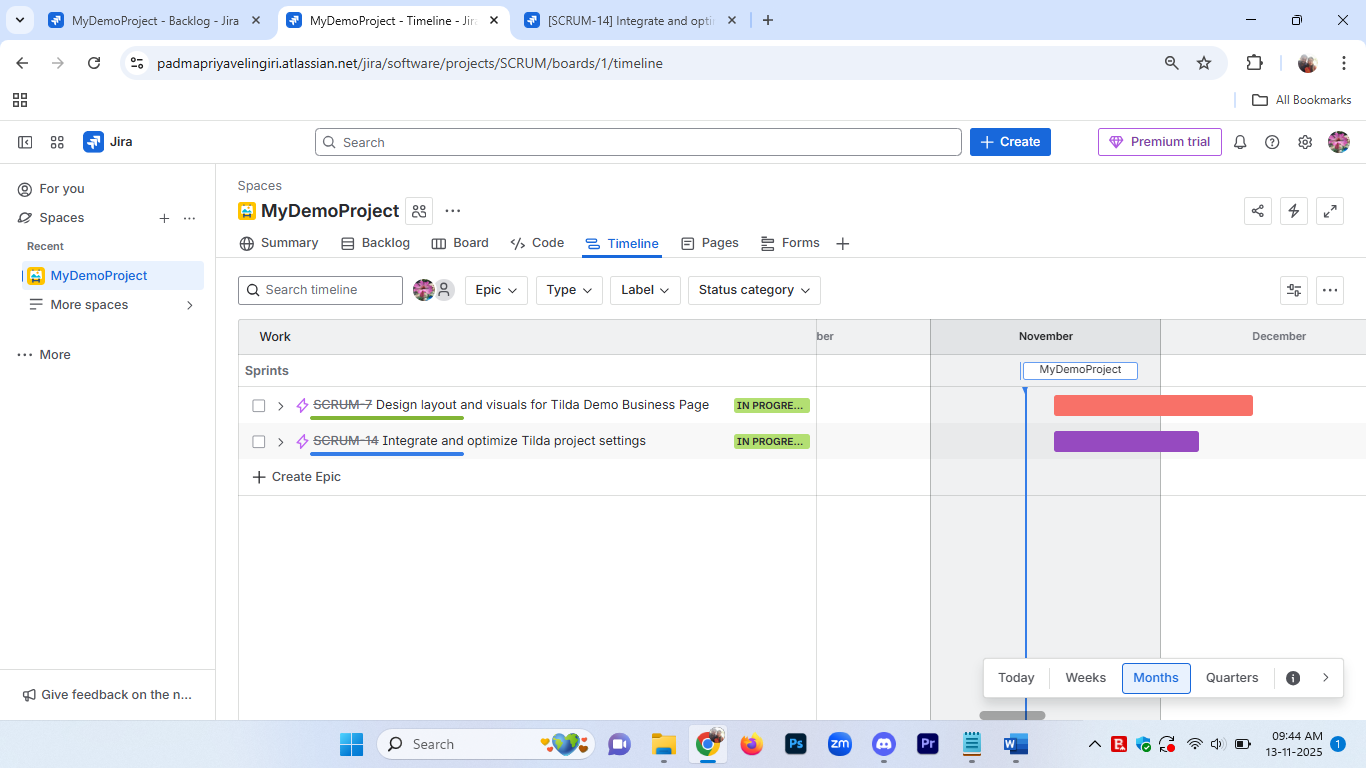 MyDemoProject - Backlog - Jira
MyDemoProject - Timeline - Jira
[SCRUM-14] Integrate and opti
padmapriyavelingiri.atlassian.net/jira/software/projects/SCRUM/boards/1/timeline
All Bookmarks
Jira
Search
Create
Premium trial
For you
Spaces
Recent
MyDemoProject
More spaces
More
Give feedback on the n...
Spaces
MyDemoProject
Summary
Backlog
Board
Code
Timeline
Pages
Forms
Search timeline
Epic
Type
Label
Status category
Work
ber
November
December
Sprints
MyDemoProject
SCRUM-7 Design layout and visuals for Tilda Demo Business Page
IN PROGRE...
SCRUM-14 Integrate and optimize Tilda project settings
IN PROGRE...
Create Epic
Today
Weeks
Months
Quarters
Search
Ps
zm
Pr
W
09:44 AM
13-11-2025
1